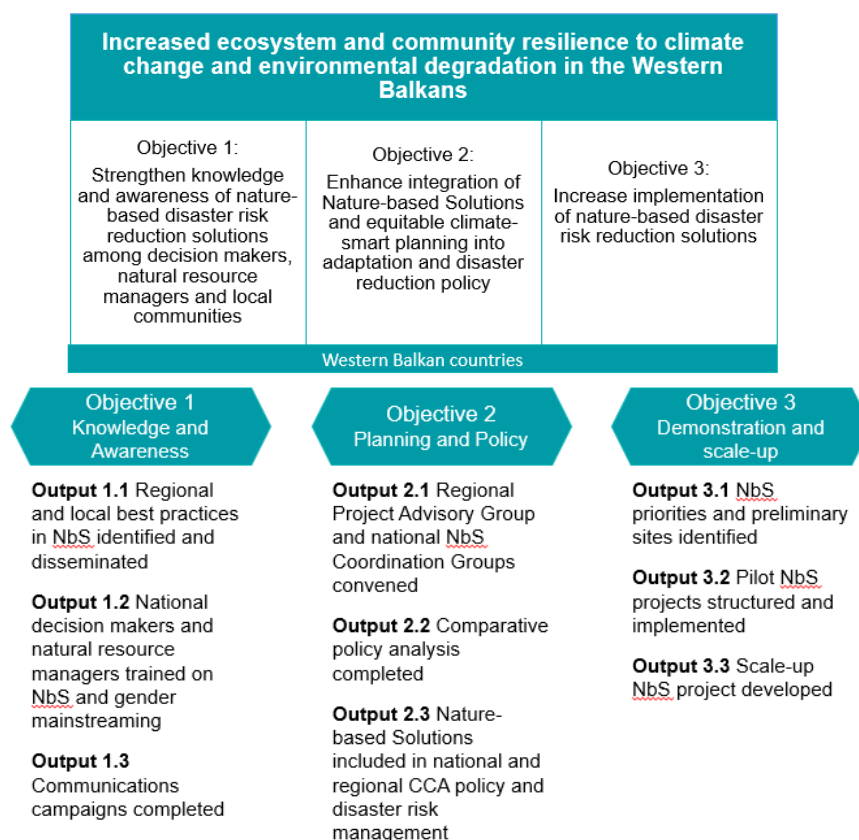 Increased ecosystem and community resilience to climate
change and environmental degradation in the Western
Balkans
Objective 1:
Strengthen knowledge
and awareness of nature-
based disaster risk
reduction solutions
among decision makers,
natural resource
managers and local
communities
Objective 2:
Enhance integration of
Nature-based Solutions
and equitable climate-
smart planning into
adaptation and disaster
reduction policy
Objective 3:
Increase implementation
of nature-based disaster
risk reduction solutions
Western Balkan countries
Objective 1
Knowledge and
Awareness
Output 1.1 Regional
and local best practices
in NbS identified and
disseminated
Output 1.2 National
decision makers and
natural resource
managers trained on
NbS and gender
mainstreaming
Output 1.3
Communications
campaigns completed
Objective 2
Planning and Policy
Output 2.1 Regional
Project Advisory Group
and national NbS
Coordination Groups
convened
Output 2.2 Comparative
policy analysis
completed
Output 2.3 Nature-
based Solutions
included in national and
regional CCA policy and
disaster risk
management
Objective 3
Demonstration and
scale-up
Output 3.1 NbS
priorities and preliminary
sites identified
Output 3.2 Pilot NbS
projects structured and
implemented
Output 3.3 Scale-up
NbS project developed